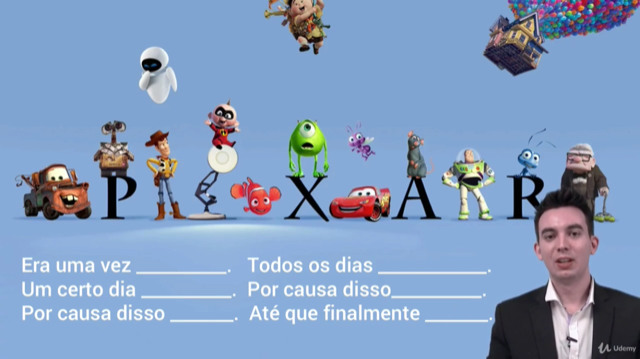 P I X A R
Era uma vez ________. Todos os dias __________.
Um certo dia ________. Por causa disso________.
Por causa disso ______. Até que finalmente ______.
Udemy